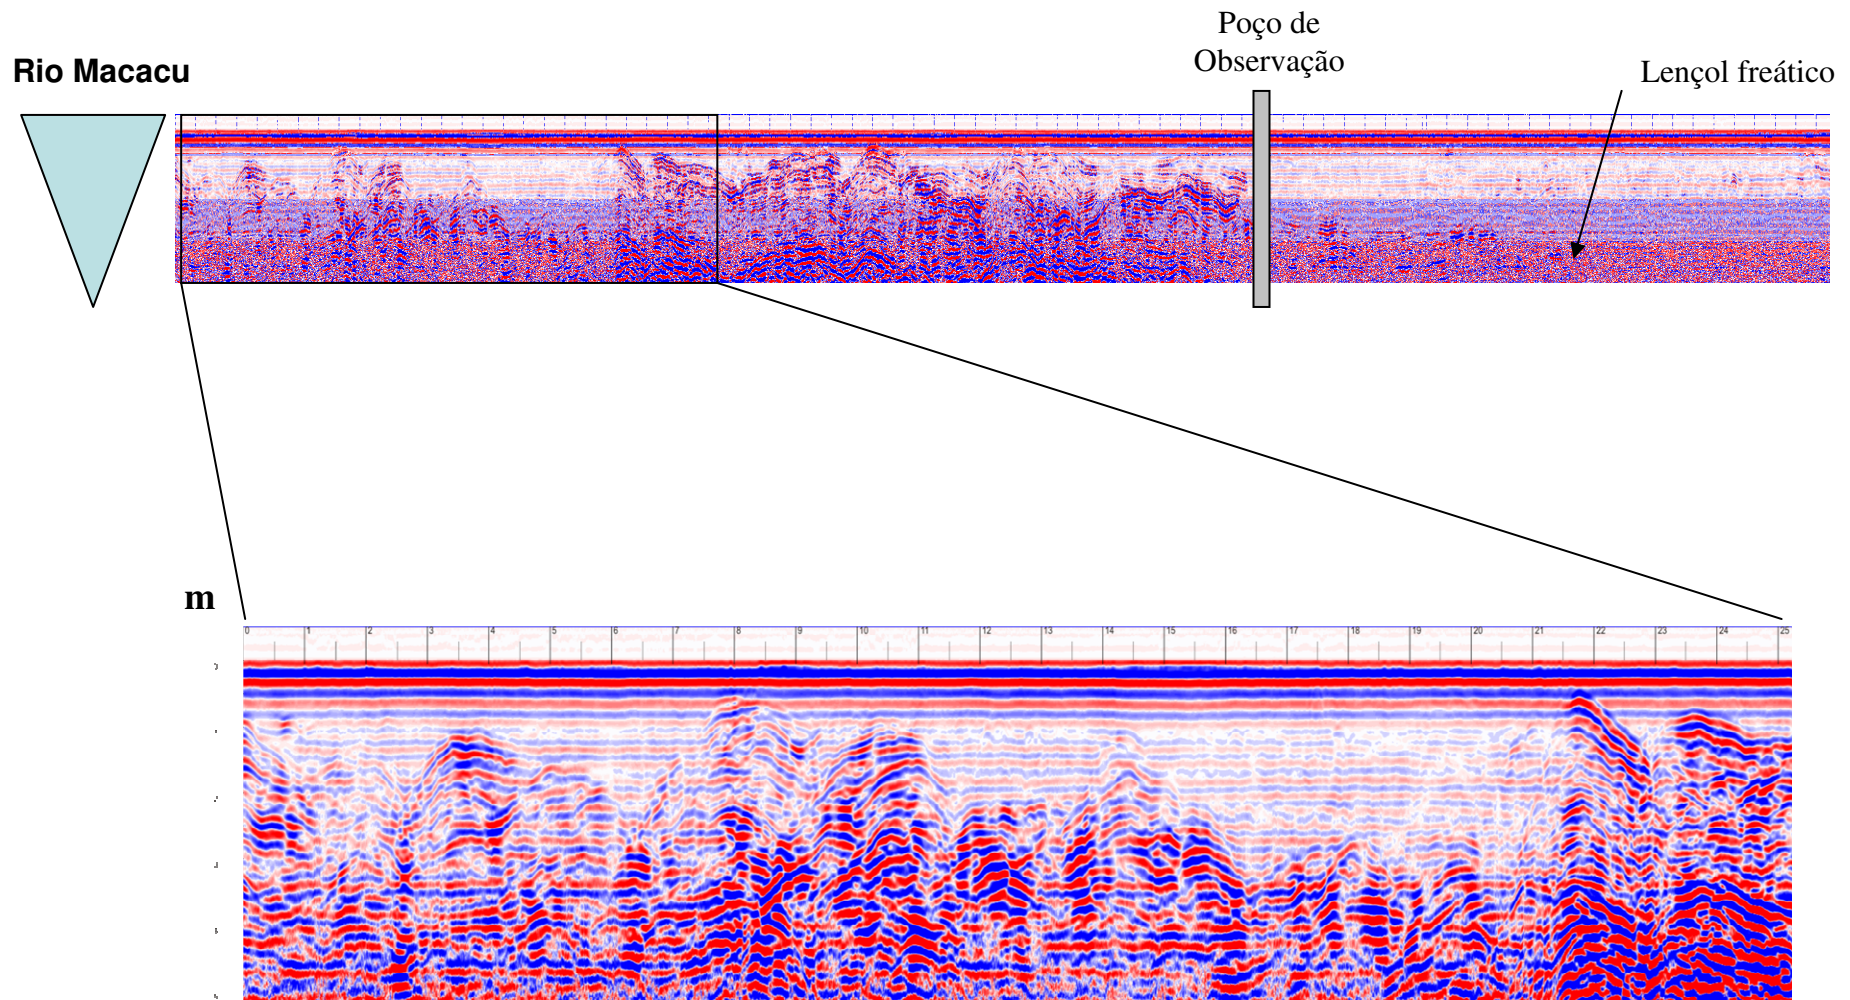 Poço de
Observação
Rio Macacu
Lençol freático
m
0 1 2 3 4 5 6 7 8 9 10 11 12 13 14 15 16 17 18 19 20 21 22 23 24 25